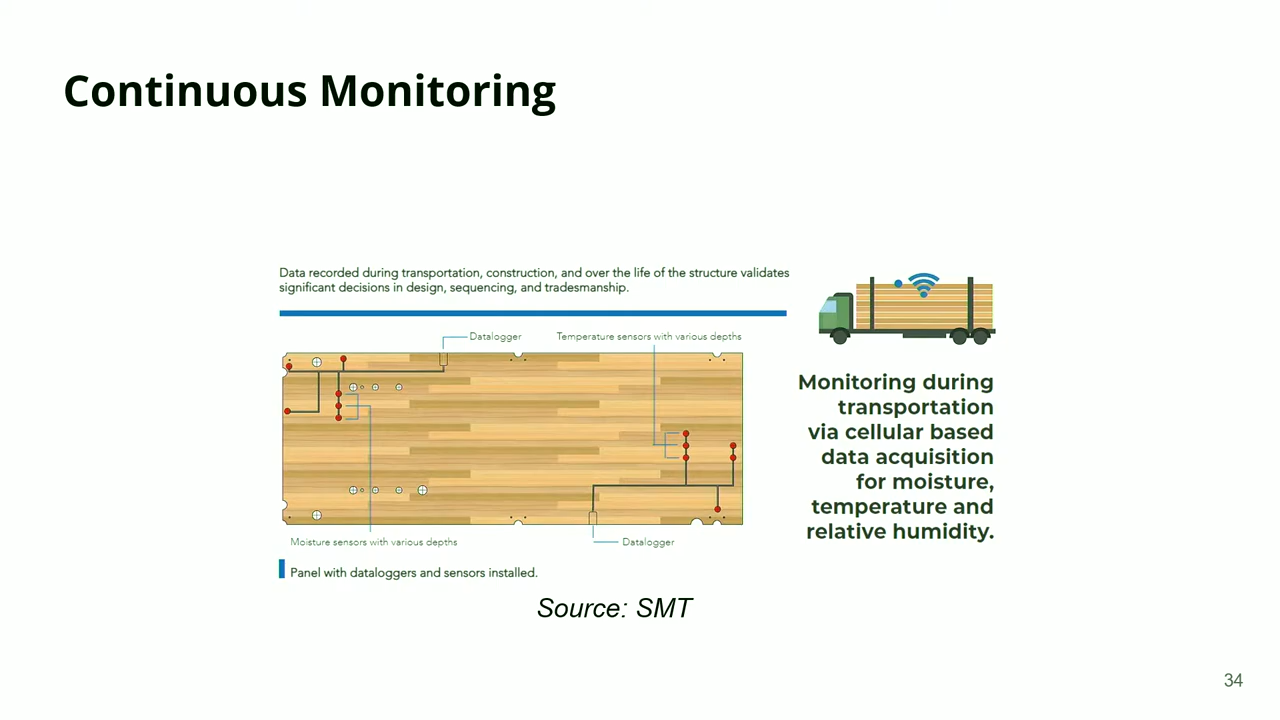 Continuous Monitoring
Data recorded during transportation, construction, and over the life of the structure validates
significant decisions in design, sequencing, and tradesmanship.
Datalogger
Temperature sensors with various depths
Moisture sensors with various depths
Datalogger
Panel with dataloggers and sensors installed.
Monitoring during
transportation
via cellular based
data acquisition
for moisture,
temperature and
relative humidity.
Source: SMT
34